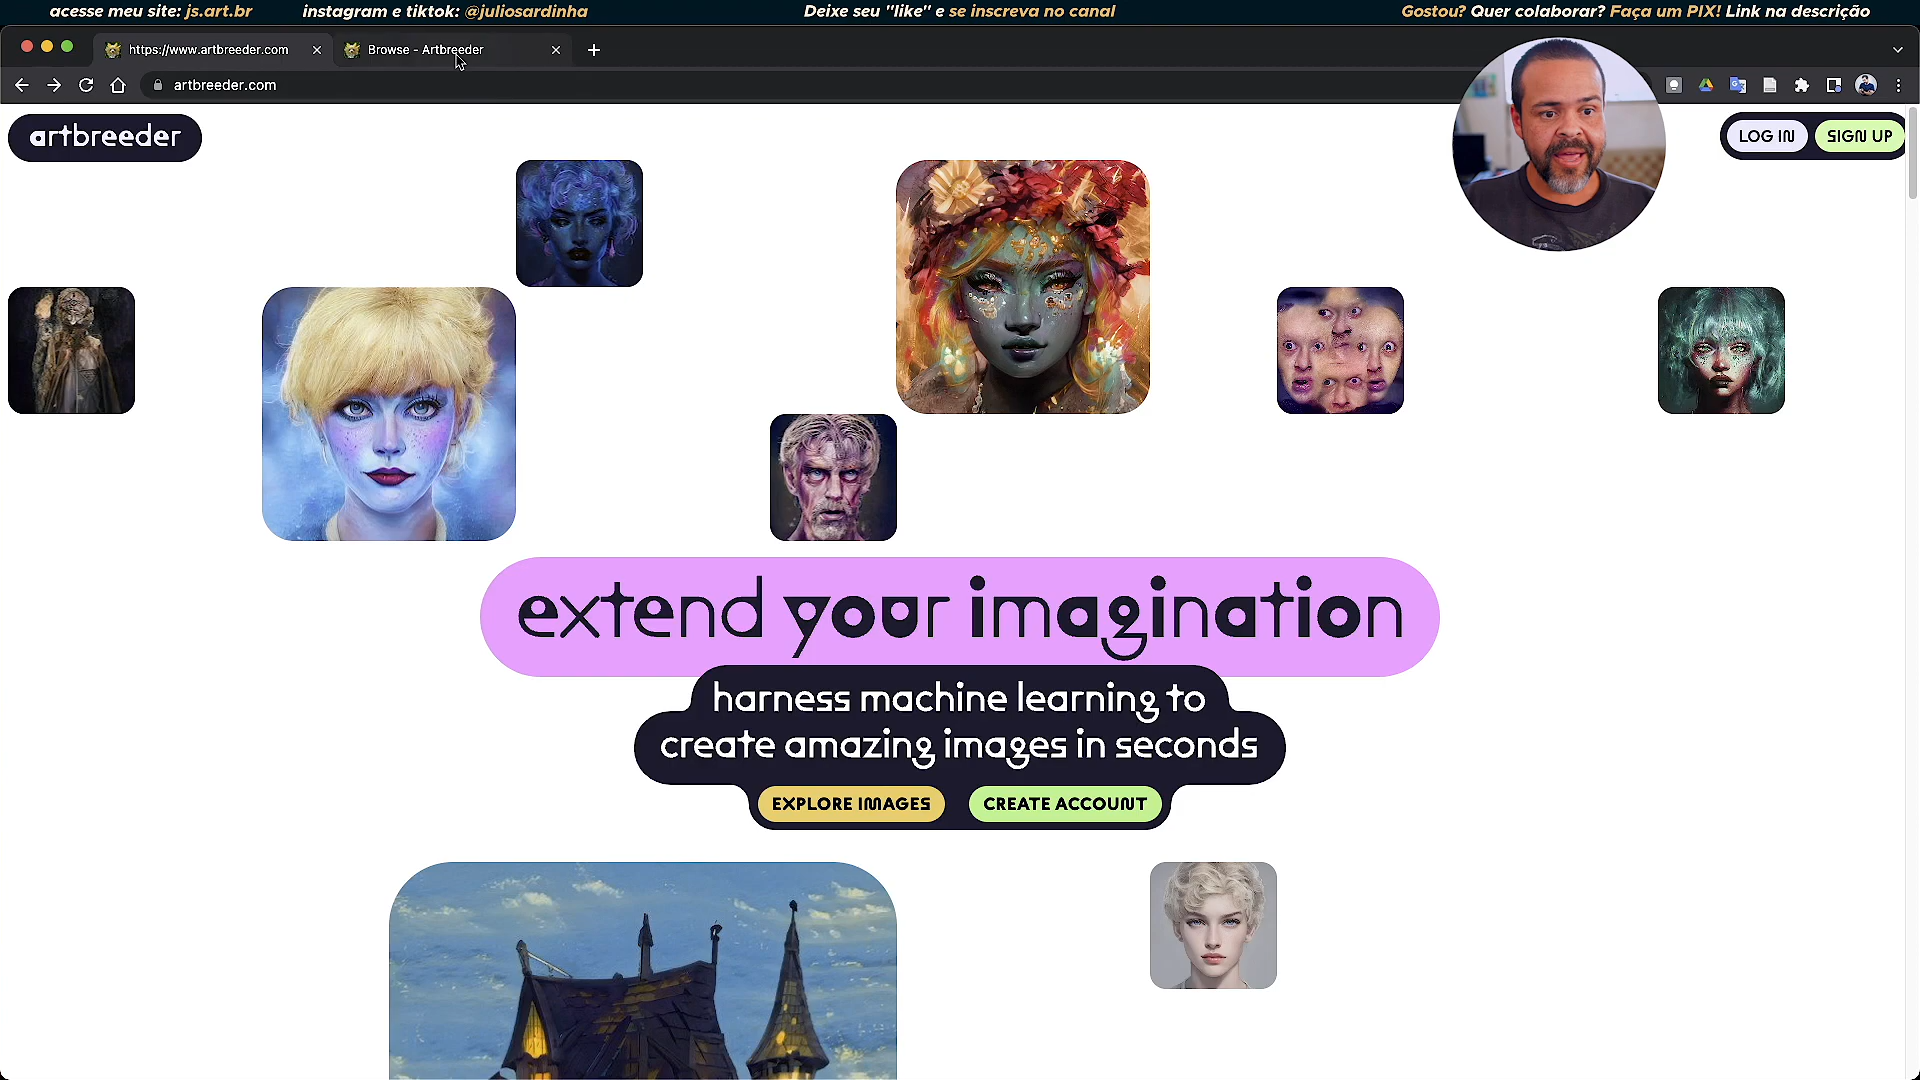 acesse meu site: js.art.br
instagram e tiktok: @juliosardinha
Deixe seu "like" e se inscreva no canal
Gostou? Quer colaborar? Faça um PIX! Link na descrição
https://www.artbreeder.com
Browse - Artbreeder
artbreeder.com
artbreeder
LOG IN
SIGN UP
extend your imagination
harness machine learning to
create amazing images in seconds
EXPLORE IMAGES
CREATE ACCOUNT